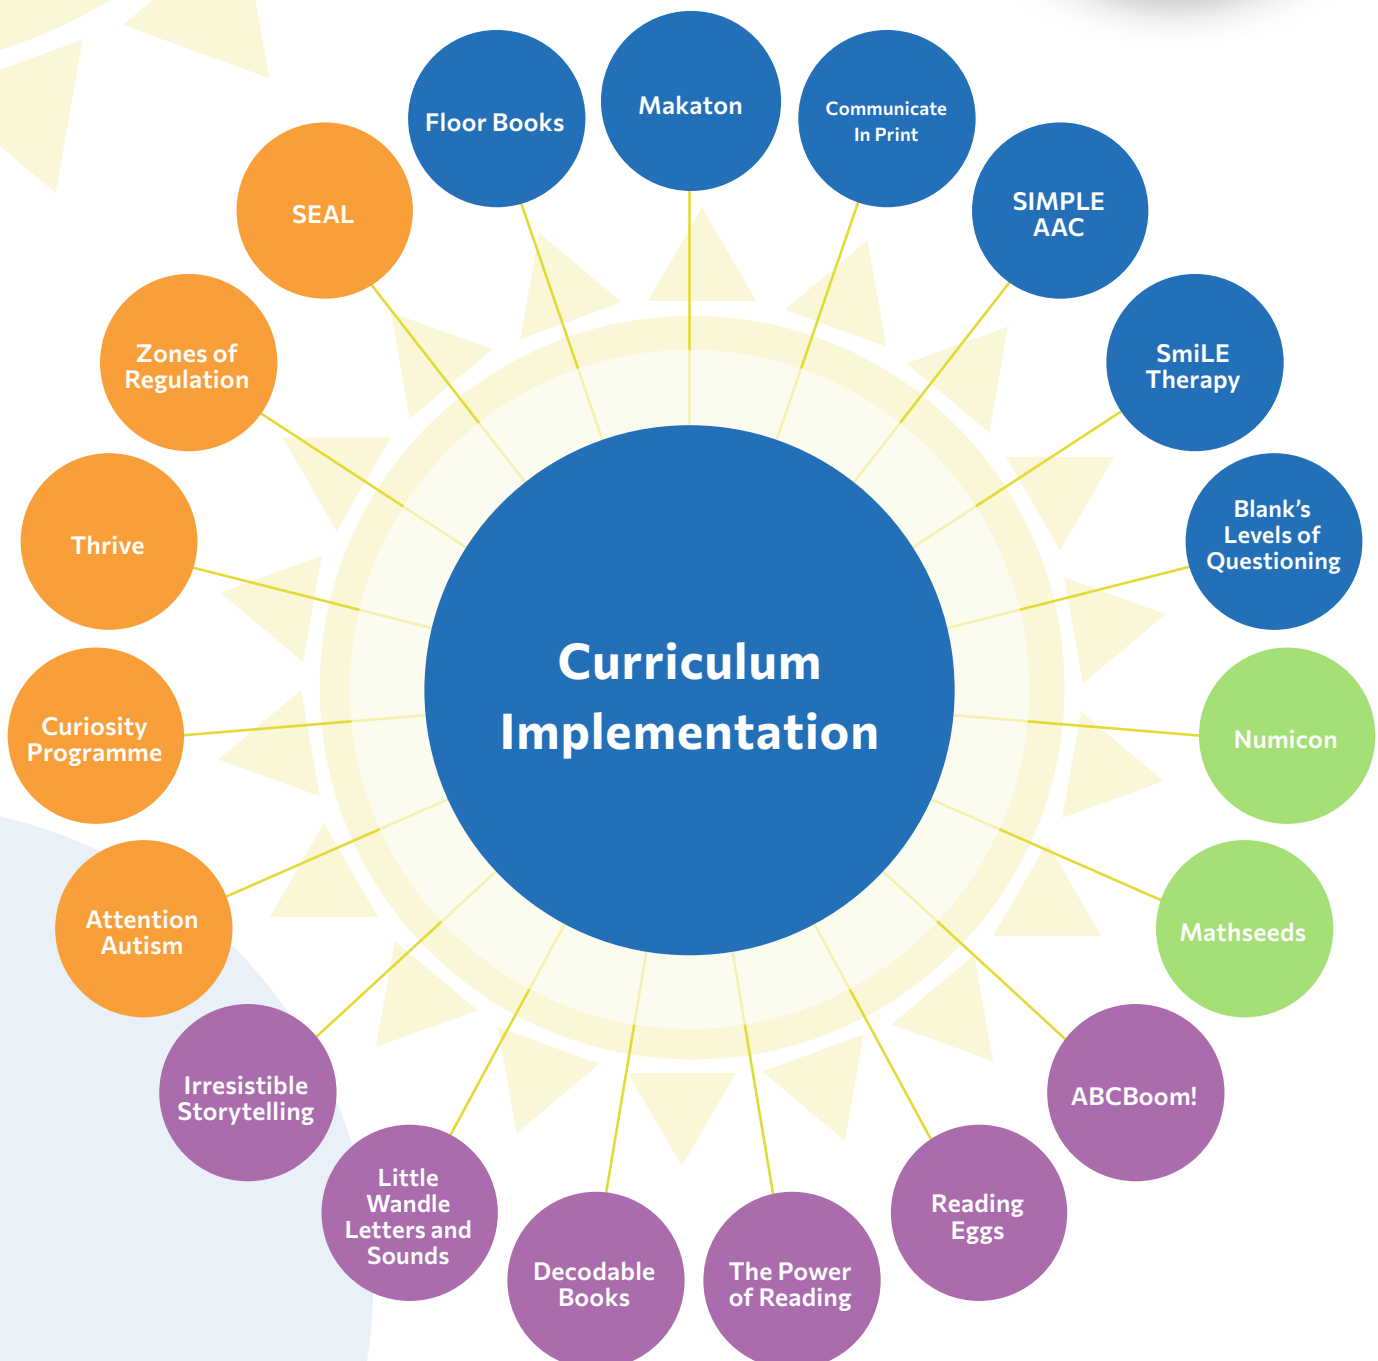 Floor Books
Makaton
Communicate
In Print
SIMPLE
AAC
SmiLE
Therapy
Blank’s
Levels of
Questioning
Numicon
Mathseeds
ABCBoom!
Reading
Eggs
The Power
of Reading
Decodable
Books
Little
Wandle
Letters and
Sounds
Irresistible
Storytelling
Attention
Autism
Curiosity
Programme
Thrive
Zones of
Regulation
SEAL
Curriculum
Implementation